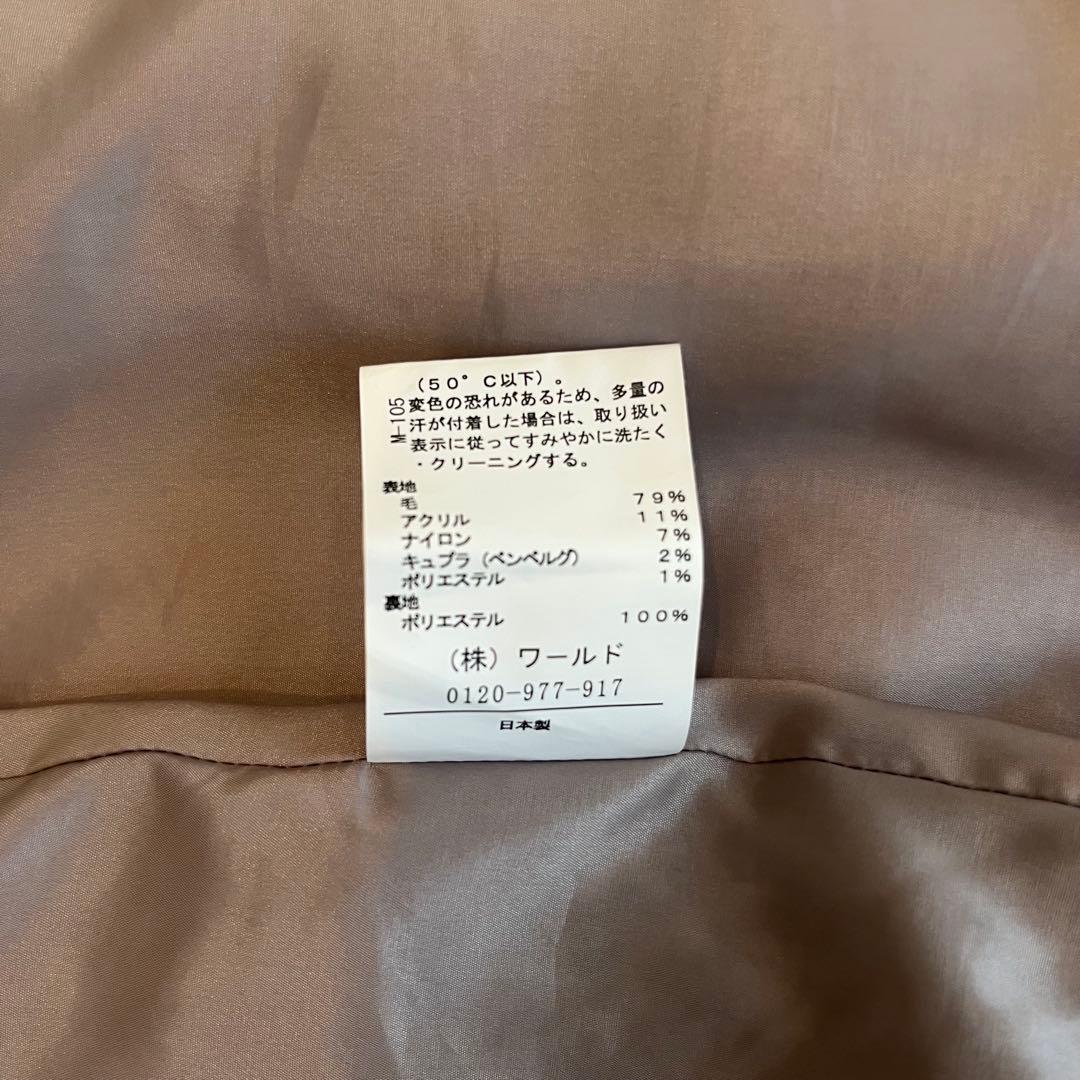 M-105
（５０°Ｃ以下）。
変色の恐れがあるため、多量の
汗が付着した場合は、取り扱い
表示に従ってすみやかに洗たく
・クリーニングする。
表地
毛 ７９％
アクリル １１％
ナイロン ７％
キュプラ（ベンベルグ） ２％
ポリエステル １％
裏地
ポリエステル １００％
（株）ワールド
0120-977-917
日本製